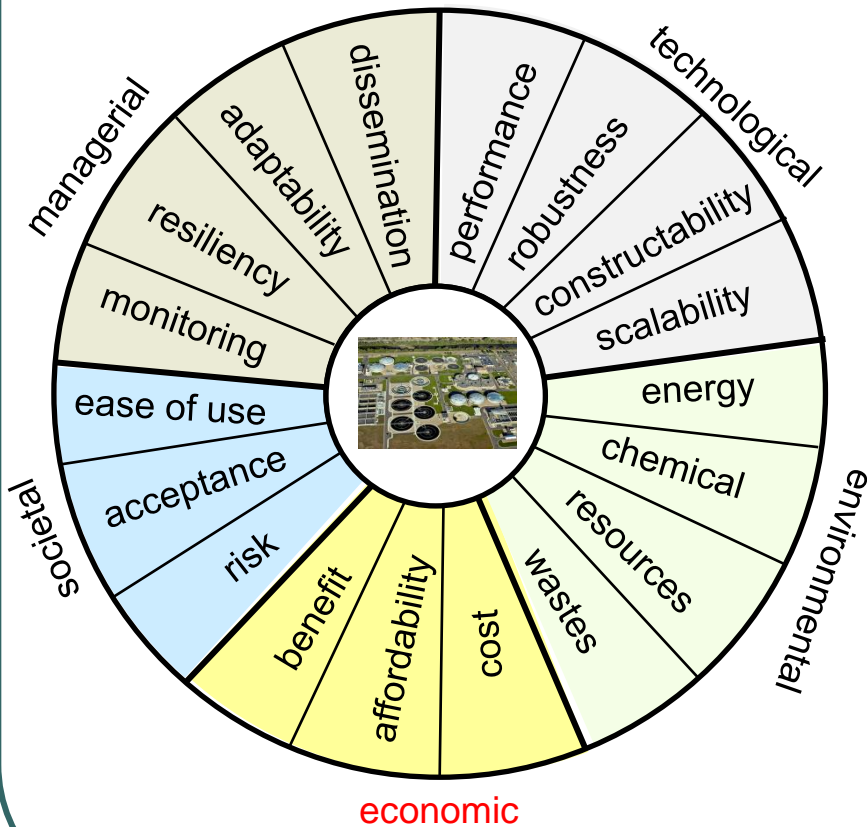 technological
performance
robustness
constructability
scalability
environmental
energy
chemical
resources
wastes
economic
cost
affordability
benefit
societal
risk
acceptance
ease of use
managerial
monitoring
resiliency
adaptability
dissemination